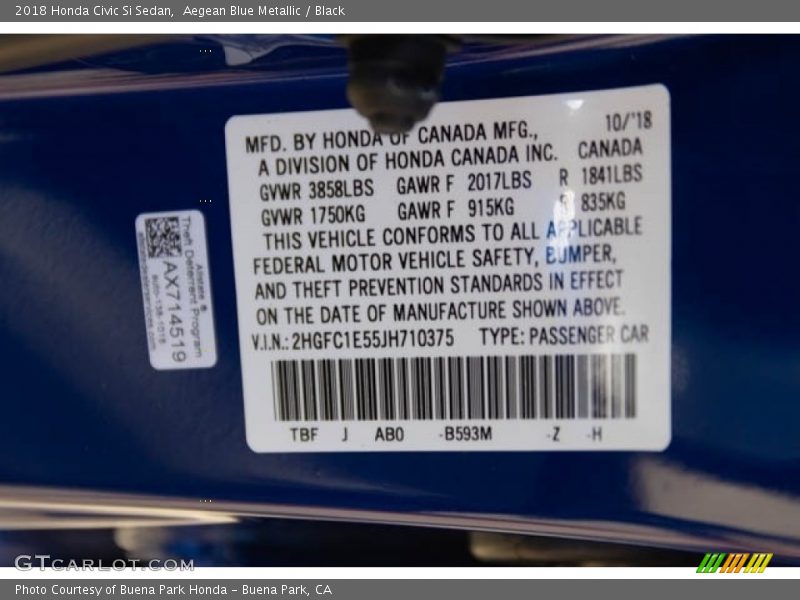 2018 Honda Civic Si Sedan,  Aegean Blue Metallic / Black
10/'18
MFD. BY HONDA OF CANADA MFG.,
A DIVISION OF HONDA CANADA INC. CANADA
GVWR 3858LBS GAWR F 2017LBS R 1841LBS
GVWR 1750KG GAWR F 915KG R 835KG
THIS VEHICLE CONFORMS TO ALL APPLICABLE
FEDERAL MOTOR VEHICLE SAFETY, BUMPER,
AND THEFT PREVENTION STANDARDS IN EFFECT
ON THE DATE OF MANUFACTURE SHOWN ABOVE.
V.I.N.: 2HGFC1E55JH710375 TYPE: PASSENGER CAR
TBF J AB0 -B593M -Z -H
Allstate ®
Theft Deterrent Program
AX714519
GTCARLOT.COM
Photo Courtesy of Buena Park Honda - Buena Park, CA